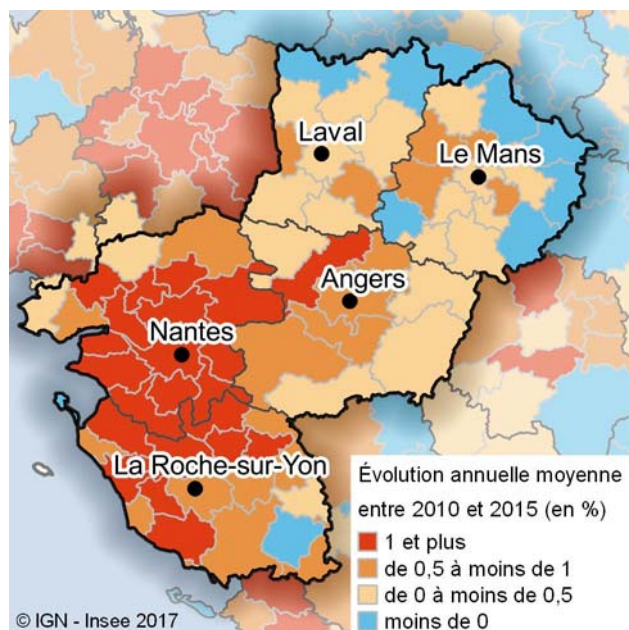 Laval
Le Mans
Angers
Nantes
La Roche-sur-Yon
Évolution annuelle moyenne
entre 2010 et 2015 (en %)
1 et plus
de 0,5 à moins de 1
de 0 à moins de 0,5
moins de 0
© IGN - Insee 2017